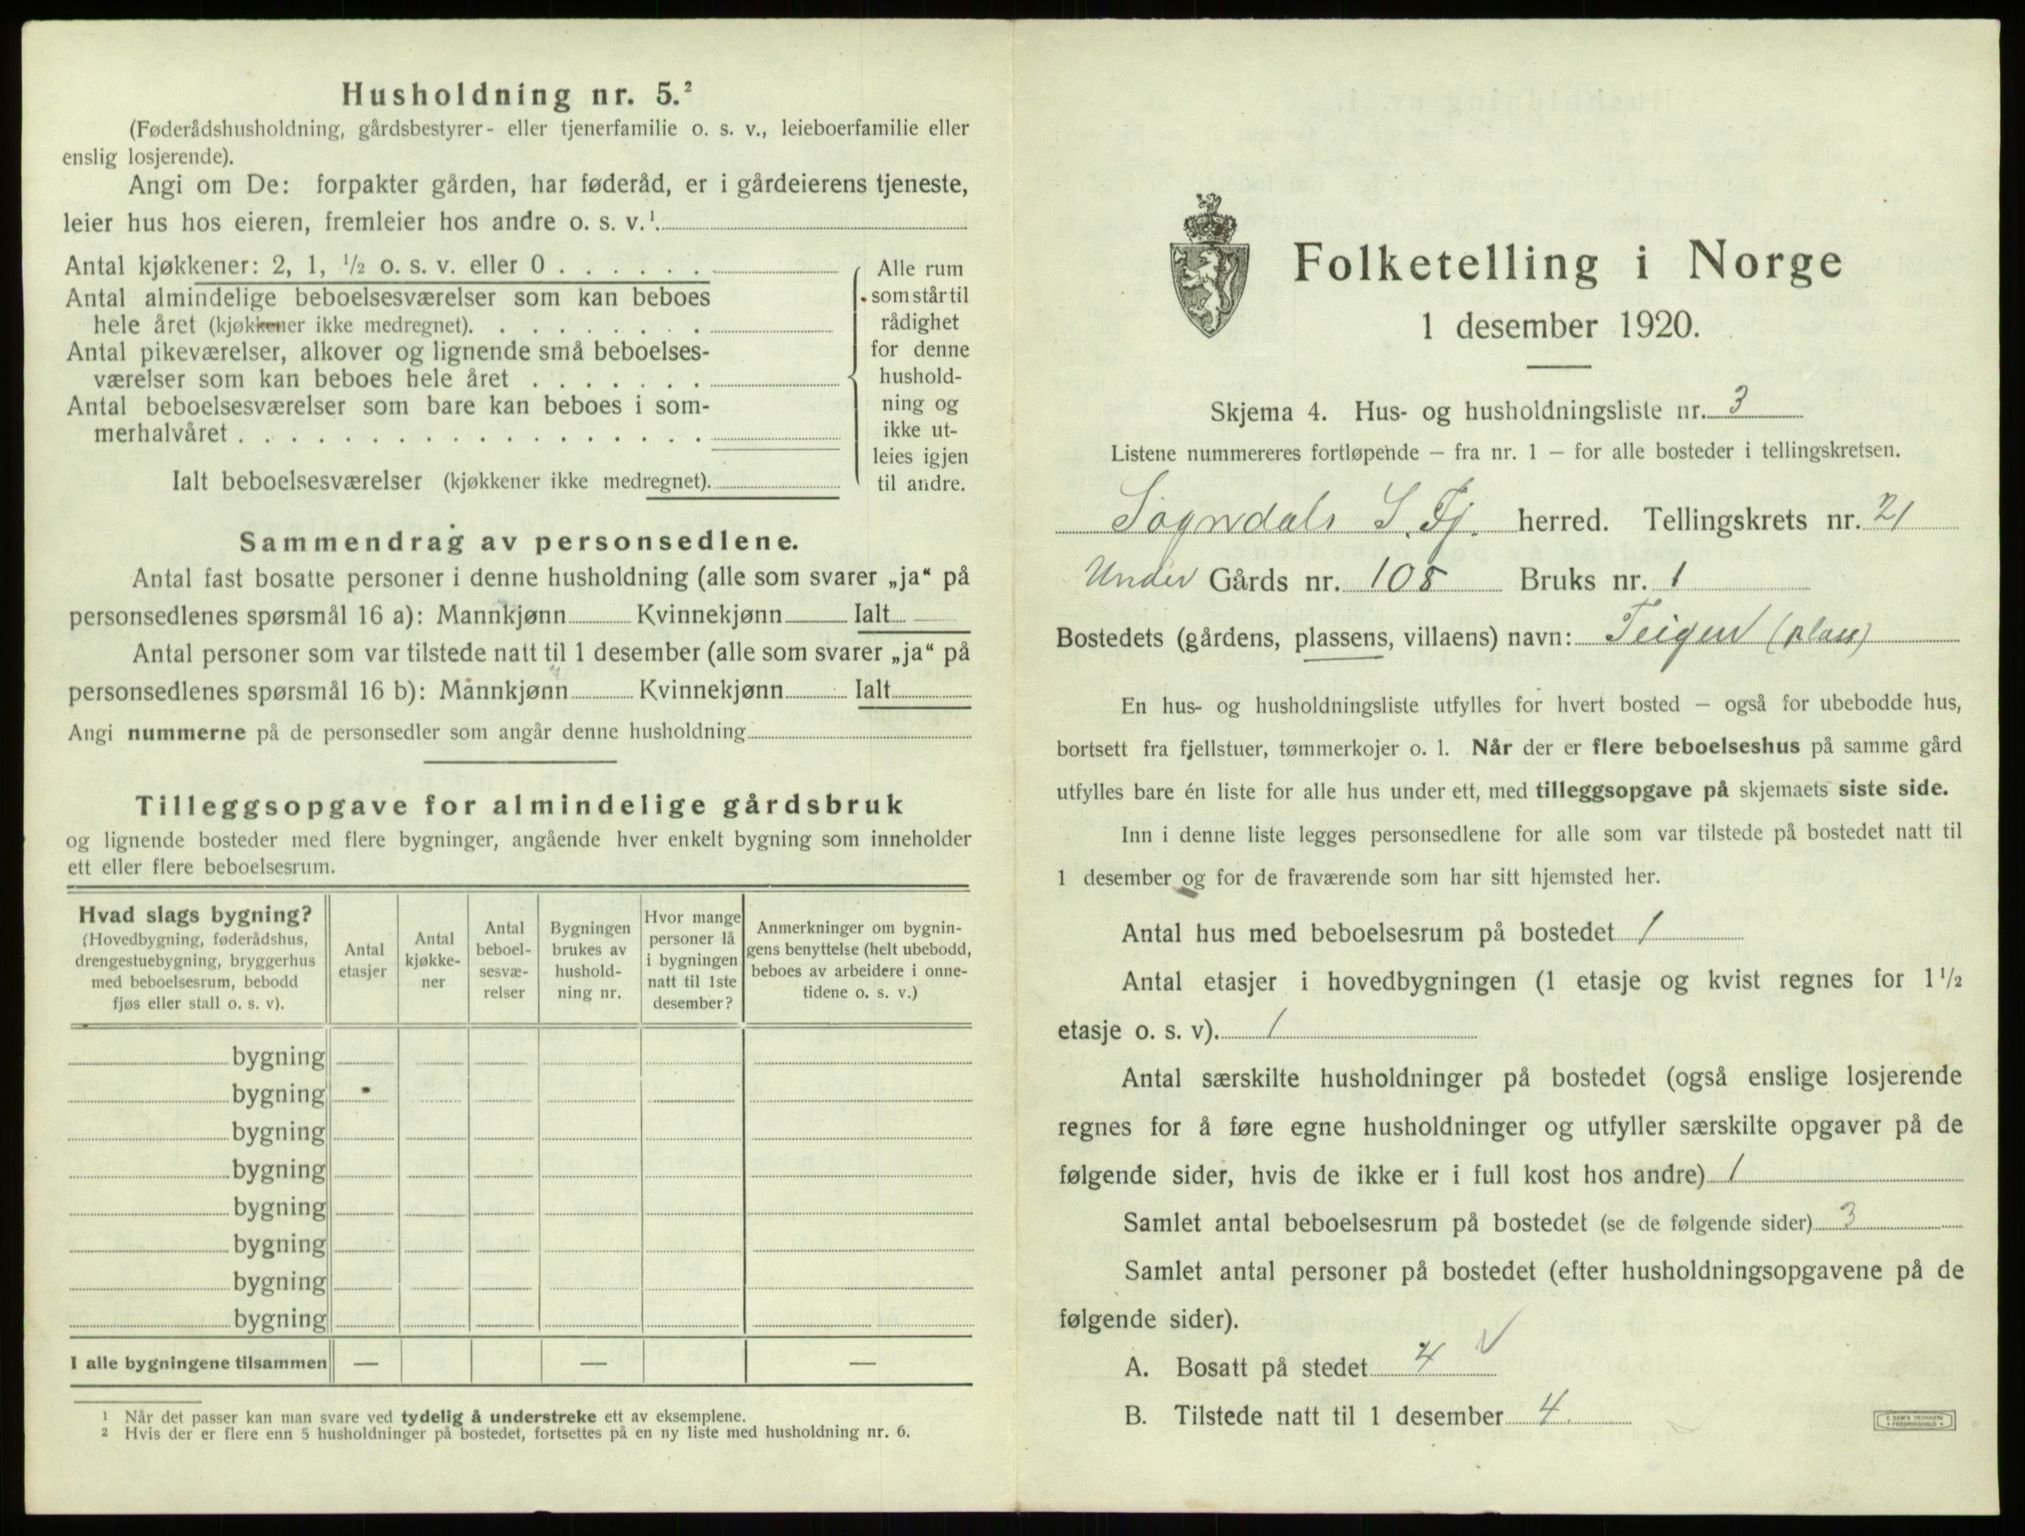 Husholdning nr. 5.²
(Føderådshusholdning, gårdsbestyrer- eller tjenerfamilie o. s. v., leieboerfamilie eller
enslig losjerende).
Angi om De: forpakter gården, har føderåd, er i gårdeierens tjeneste,
leier hus hos eieren, fremleier hos andre o. s. v.¹.
Antal kjøkkener: 2, 1, ½ o. s. v. eller 0 . . . . . .
Antal almindelige beboelsesværelser som kan beboes
hele året (kjøkkener ikke medregnet). . . . . . . . .
Antal pikeværelser, alkover og lignende små beboelses-
værelser som kan beboes hele året . . . . . . .
Antal beboelsesværelser som bare kan beboes i som-
merhalvåret . . . . . . . . . . . . . . . . . .
Ialt beboelsesværelser (kjøkkener ikke medregnet).
Alle rum
som står til
rådighet
for denne
hushold-
ning og
ikke ut-
leies igjen
til andre.
Sammendrag av personsedlene.
Antal fast bosatte personer i denne husholdning (alle som svarer „ja“ på
personsedlenes spørsmål 16 a): Mannkjønn Kvinnekjønn Ialt
Antal personer som var tilstede natt til 1 desember (alle som svarer „ja“ på
personsedlenes spørsmål 16 b): Mannkjønn Kvinnekjønn Ialt
Angi nummerne på de personsedler som angår denne husholdning
Tilleggsopgave for almindelige gårdsbruk
og lignende bosteder med flere bygninger, angående hver enkelt bygning som inneholder
ett eller flere beboelsesrum.
Hvad slags bygning?
(Hovedbygning, føderådshus,
drengestuebygning, bryggerhus
med beboelsesrum, bebodd
fjøs eller stall o. s. v).
Antal
etasjer
Antal
kjøkke-
ner
Antal
beboel-
sesvæ-
relser
Bygningen
brukes av
hushold-
ning nr.
Hvor mange
personer lå
i bygningen
natt til 1ste
desember?
Anmerkninger om bygnin-
gens benyttelse (helt ubebodd,
beboes av arbeidere i onne-
tidene o. s. v.)
bygning
bygning
bygning
bygning
bygning
bygning
bygning
bygning
I alle bygningene tilsammen — — —
1 Når det passer kan man svare ved tydelig å understreke ett av eksemplene.
2 Hvis der er flere enn 5 husholdninger på bostedet, fortsettes på en ny liste med husholdning nr. 6.
Folketelling i Norge
1 desember 1920.
Skjema 4. Hus- og husholdningsliste nr. 3
Listene nummereres fortløpende – fra nr. 1 – for alle bosteder i tellingskretsen.
Sogndals S. Fj. herred. Tellingskrets nr. 21
Under Gårds nr. 108 Bruks nr. 1
Bostedets (gårdens, plassens, villaens) navn: Teigen (plass)
En hus- og husholdningsliste utfylles for hvert bosted – også for ubebodde hus,
bortsett fra fjellstuer, tømmerkojer o. l. Når der er flere beboelseshus på samme gård
utfylles bare én liste for alle hus under ett, med tilleggsopgave på skjemaets siste side.
Inn i denne liste legges personsedlene for alle som var tilstede på bostedet natt til
1 desember og for de fraværende som har sitt hjemsted her.
Antal hus med beboelsesrum på bostedet 1
Antal etasjer i hovedbygningen (1 etasje og kvist regnes for 1 ½
etasje o. s. v). 1
Antal særskilte husholdninger på bostedet (også enslige losjerende
regnes for å føre egne husholdninger og utfyller særskilte opgaver på de
følgende sider, hvis de ikke er i full kost hos andre) 1
Samlet antal beboelsesrum på bostedet (se de følgende sider) 3
Samlet antal personer på bostedet (efter husholdningsopgavene på de
følgende sider).
A. Bosatt på stedet 4 √
B. Tilstede natt til 1 desember 4.
E. SEM'S TRYKKERI
FREDRIKSHALD